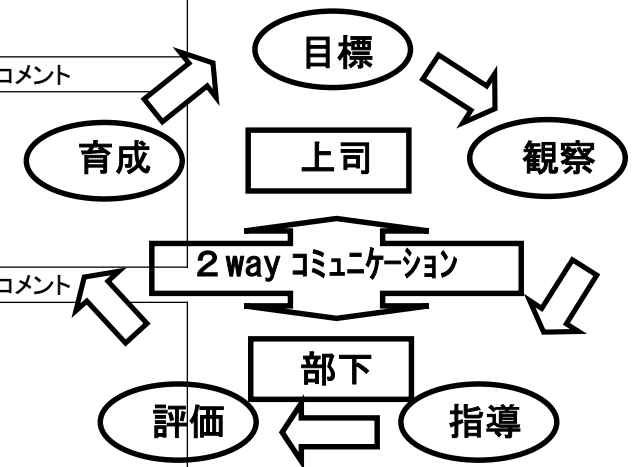 目標
コメント
育成
上司
観察
2 way コミュニケーション
コメント
部下
評価
指導